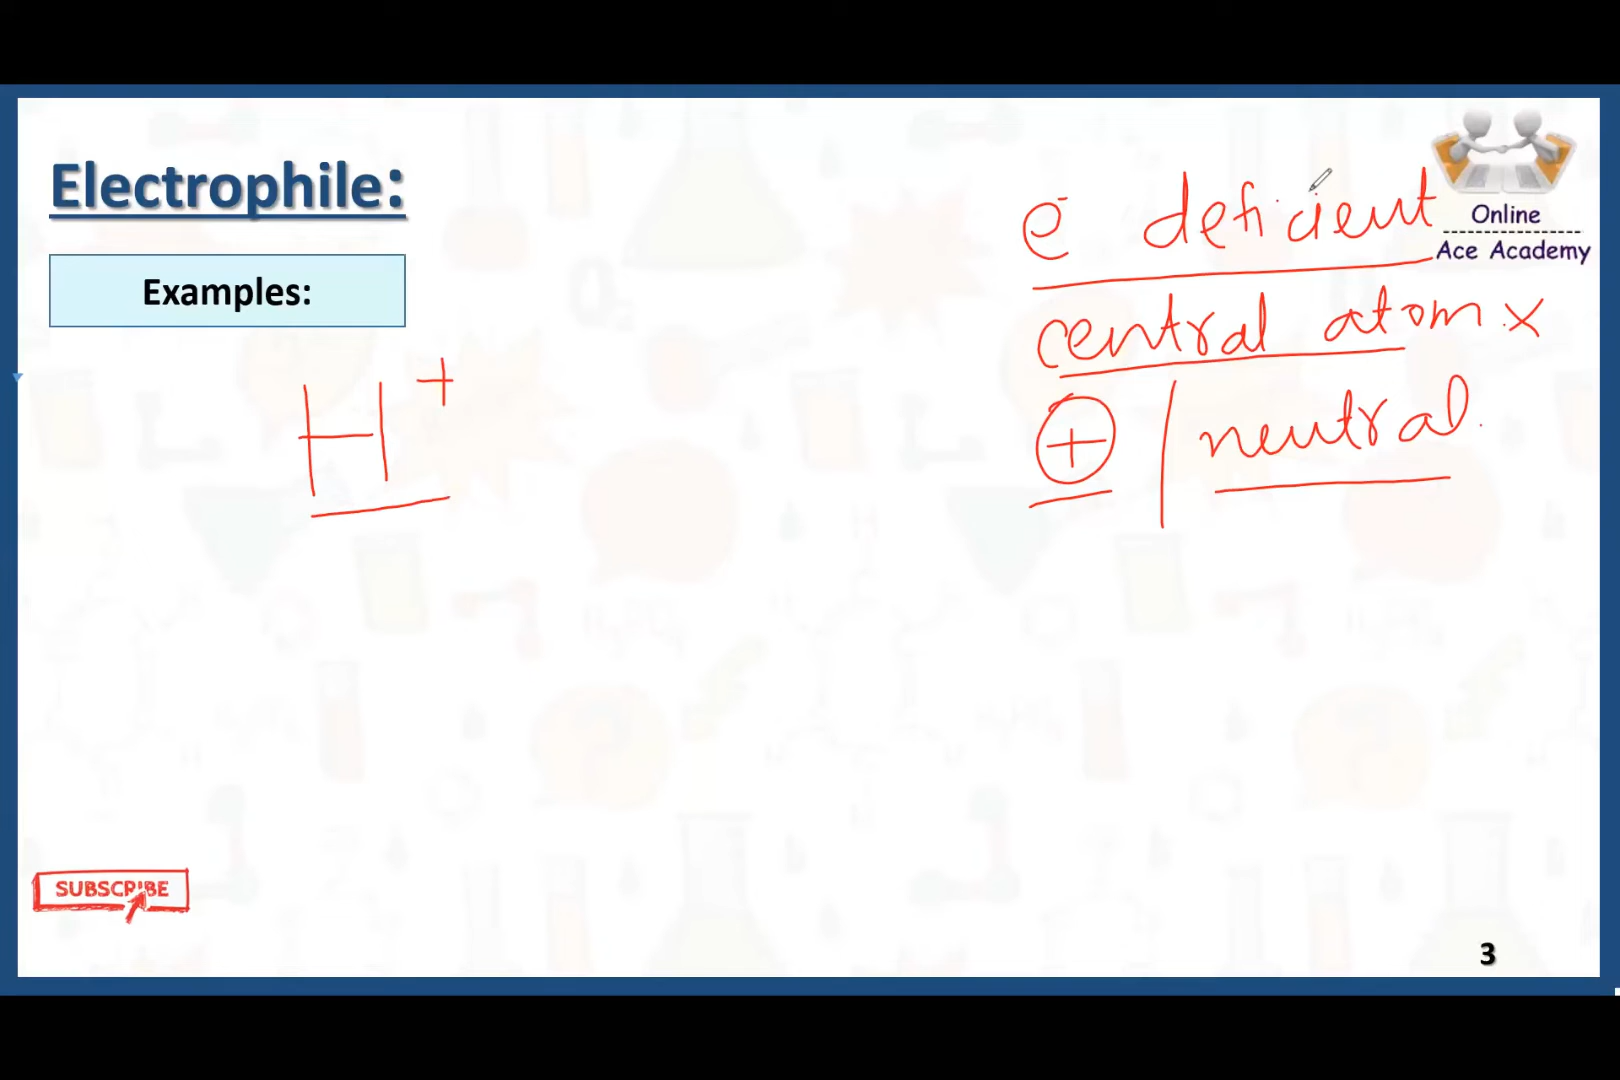 Electrophile:
Examples:
H+
e- deficient
central atom x
+ | neutral.
Online
Ace Academy
SUBSCRIBE
3